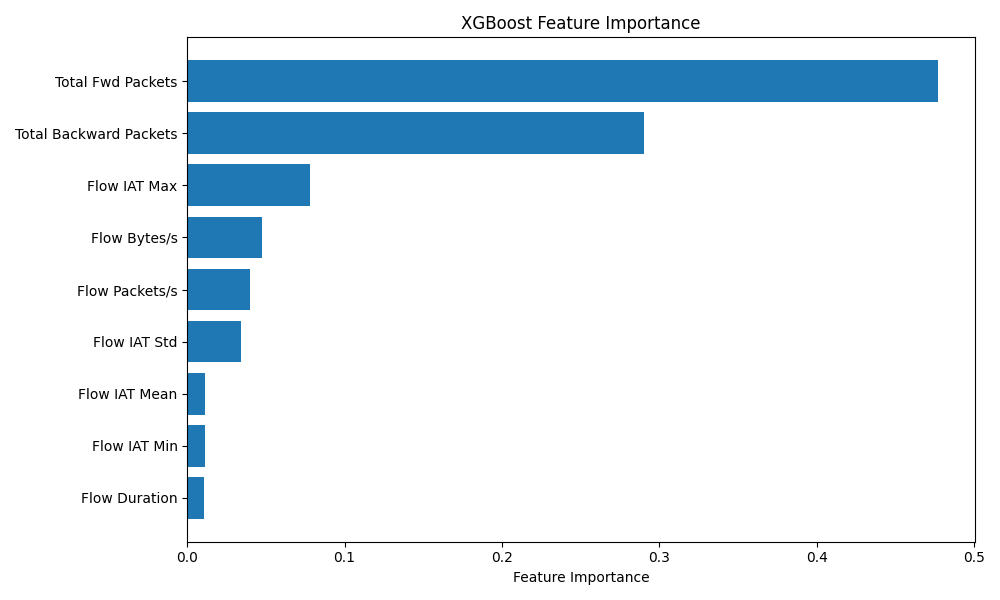 XGBoost Feature Importance
Total Fwd Packets
Total Backward Packets
Flow IAT Max
Flow Bytes/s
Flow Packets/s
Flow IAT Std
Flow IAT Mean
Flow IAT Min
Flow Duration
0.0 0.1 0.2 0.3 0.4 0.5
Feature Importance